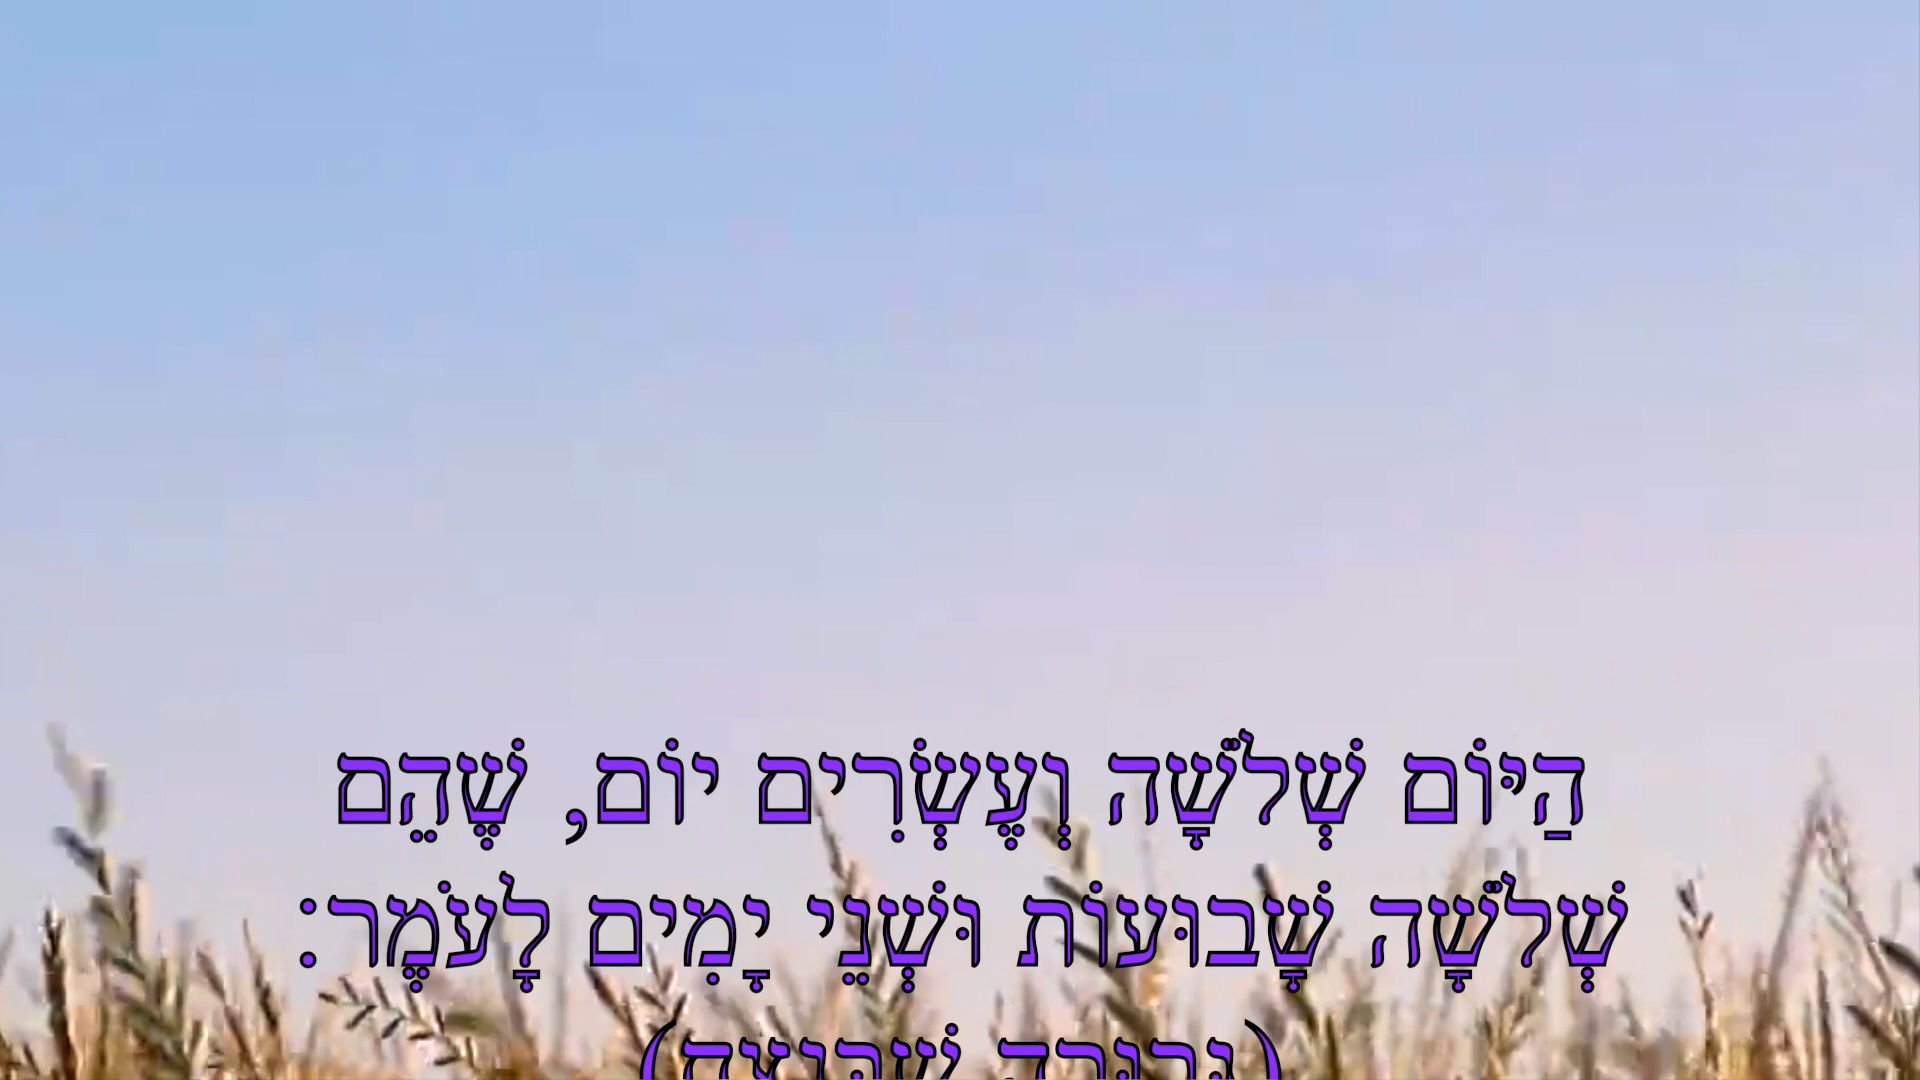 הַיּוֹם שְׁלֹשָׁה וְעֶשְׂרִים יוֹם, שֶׁהֵם
שְׁלֹשָׁה שָׁבוּעוֹת וּשְׁנֵי יָמִים לָעֹמֶר: